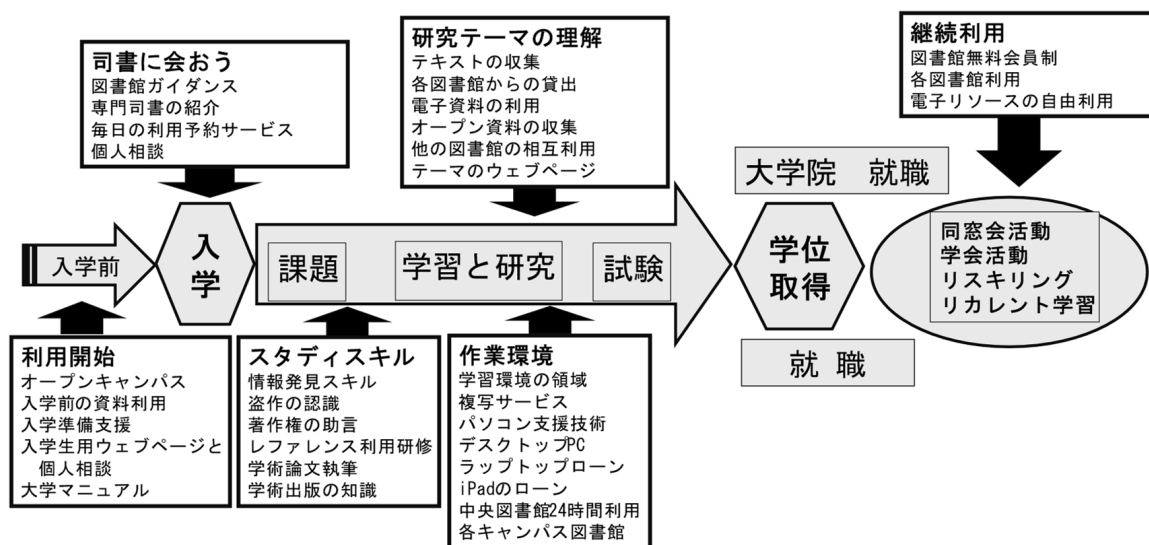 司書に会おう
図書館ガイダンス
専門司書の紹介
毎日の利用予約サービス
個人相談
研究テーマの理解
テキストの収集
各図書館からの貸出
電子資料の利用
オープン資料の収集
他の図書館の相互利用
テーマのウェブページ
継続利用
図書館無料会員制
各図書館利用
電子リソースの自由利用
大学院 就職
入学前
入
学
課題
学習と研究
試験
学位
取得
同窓会活動
学会活動
リスキリング
リカレント学習
就 職
利用開始
オープンキャンパス
入学前の資料利用
入学準備支援
入学生用ウェブページと
個人相談
大学マニュアル
スタディスキル
情報発見スキル
盗作の認識
著作権の助言
レファレンス利用研修
学術論文執筆
学術出版の知識
作業環境
学習環境の領域
複写サービス
パソコン支援技術
デスクトップPC
ラップトップローン
iPadのローン
中央図書館24時間利用
各キャンパス図書館